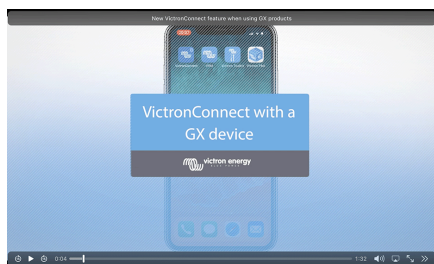 New VictronConnect feature when using GX products
VictronConnect with a
GX device
victron energy
0:04
1:32